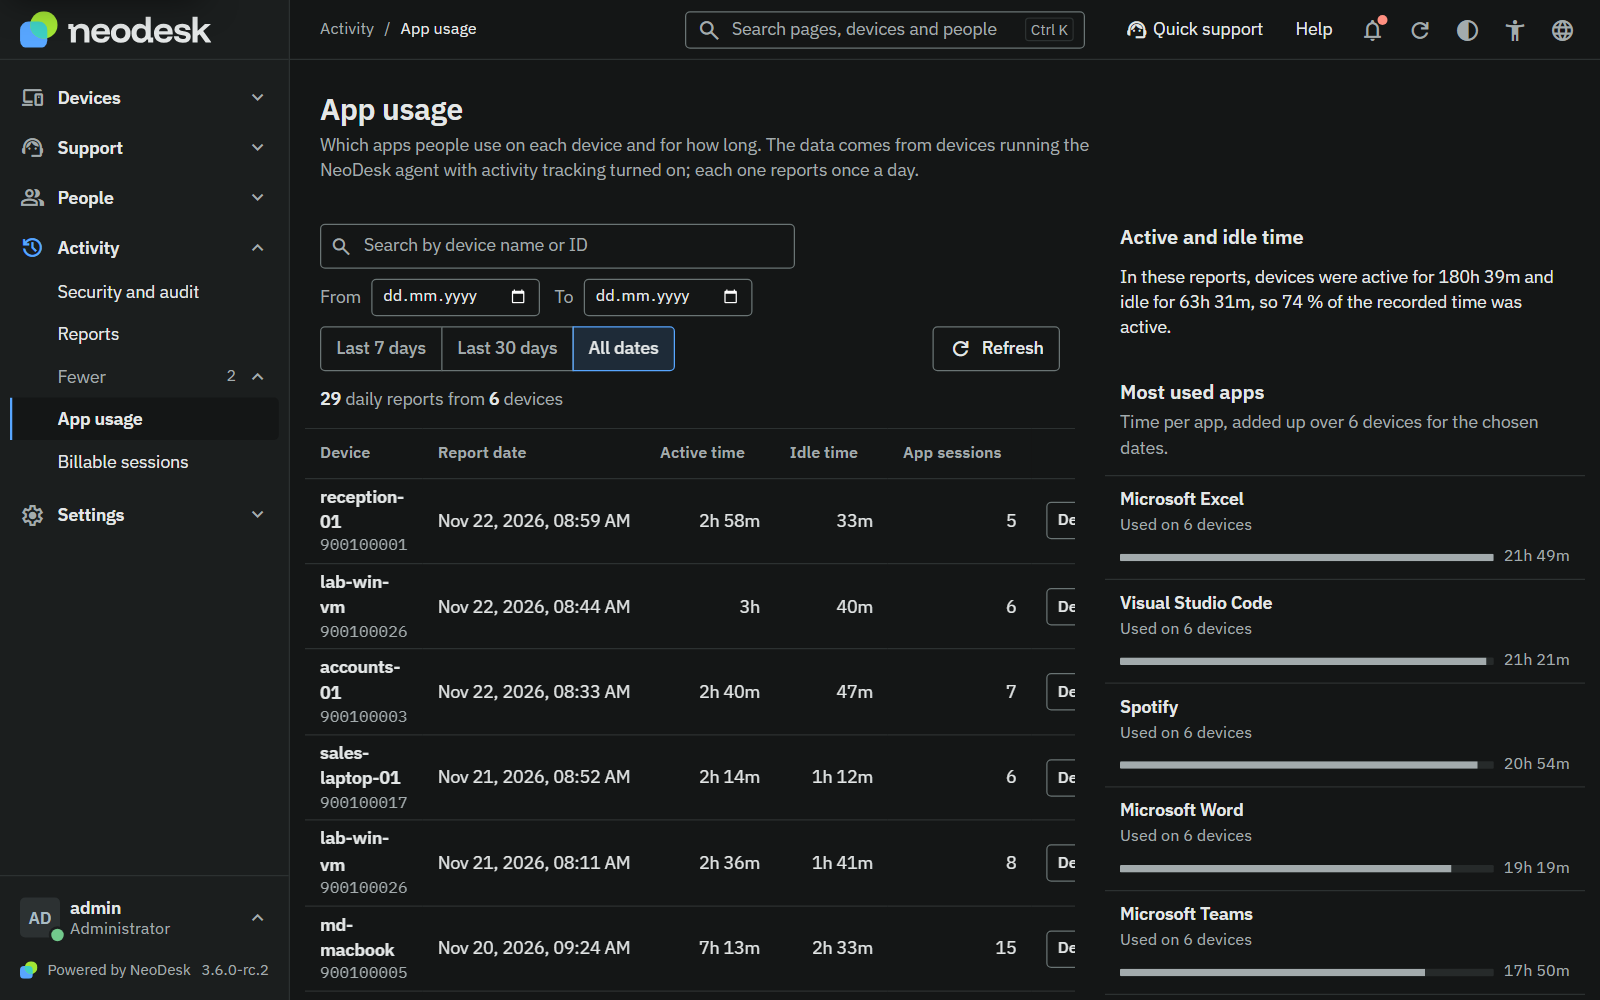 neodesk
Activity / App usage
Search pages, devices and people
Ctrl K
Quick support
Help
Devices
Support
People
Activity
Security and audit
Reports
Fewer
2
App usage
Billable sessions
Settings
AD
admin
Administrator
Powered by NeoDesk 3.6.0-rc.2
App usage
Which apps people use on each device and for how long. The data comes from devices running the
NeoDesk agent with activity tracking turned on; each one reports once a day.
Search by device name or ID
From
dd.mm.yyyy
To
dd.mm.yyyy
Last 7 days
Last 30 days
All dates
Refresh
29 daily reports from 6 devices
Device Report date Active time Idle time App sessions
reception-
01
900100001
Nov 22, 2026, 08:59 AM 2h 58m 33m 5 De
lab-win-
vm
900100026
Nov 22, 2026, 08:44 AM 3h 40m 6 De
accounts-
01
900100003
Nov 22, 2026, 08:33 AM 2h 40m 47m 7 De
sales-
laptop-01
900100017
Nov 21, 2026, 08:52 AM 2h 14m 1h 12m 6 De
lab-win-
vm
900100026
Nov 21, 2026, 08:11 AM 2h 36m 1h 41m 8 De
md-
macbook
900100005
Nov 20, 2026, 09:24 AM 7h 13m 2h 33m 15 De
Active and idle time
In these reports, devices were active for 180h 39m and
idle for 63h 31m, so 74 % of the recorded time was
active.
Most used apps
Time per app, added up over 6 devices for the chosen
dates.
Microsoft Excel
Used on 6 devices
21h 49m
Visual Studio Code
Used on 6 devices
21h 21m
Spotify
Used on 6 devices
20h 54m
Microsoft Word
Used on 6 devices
19h 19m
Microsoft Teams
Used on 6 devices
17h 50m